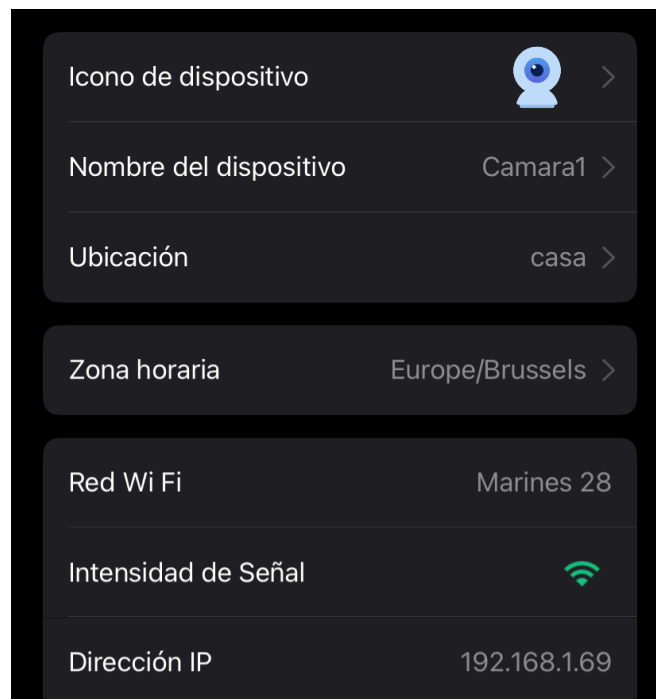 Icono de dispositivo
Nombre del dispositivo Camara1
Ubicación casa
Zona horaria Europe/Brussels
Red Wi Fi Marines 28
Intensidad de Señal
Dirección IP 192.168.1.69